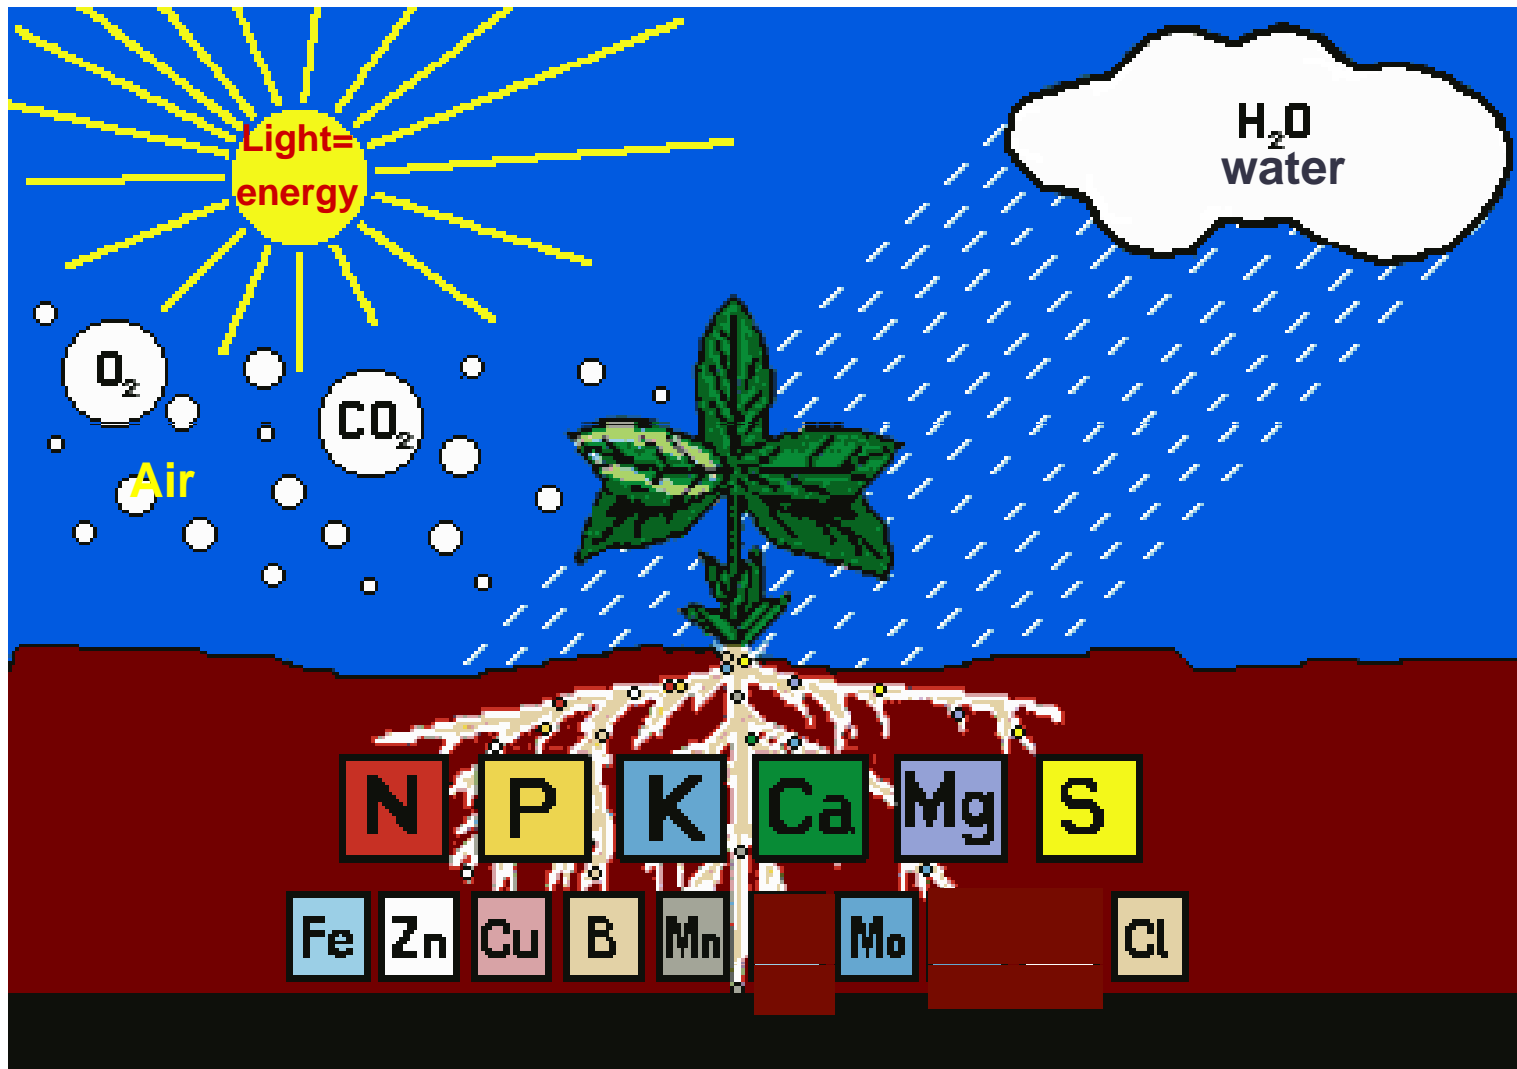 Light=
energy
H₂O
water
O₂
CO₂
Air
N P K Ca Mg S
Fe Zn Cu B Mn Mo Cl